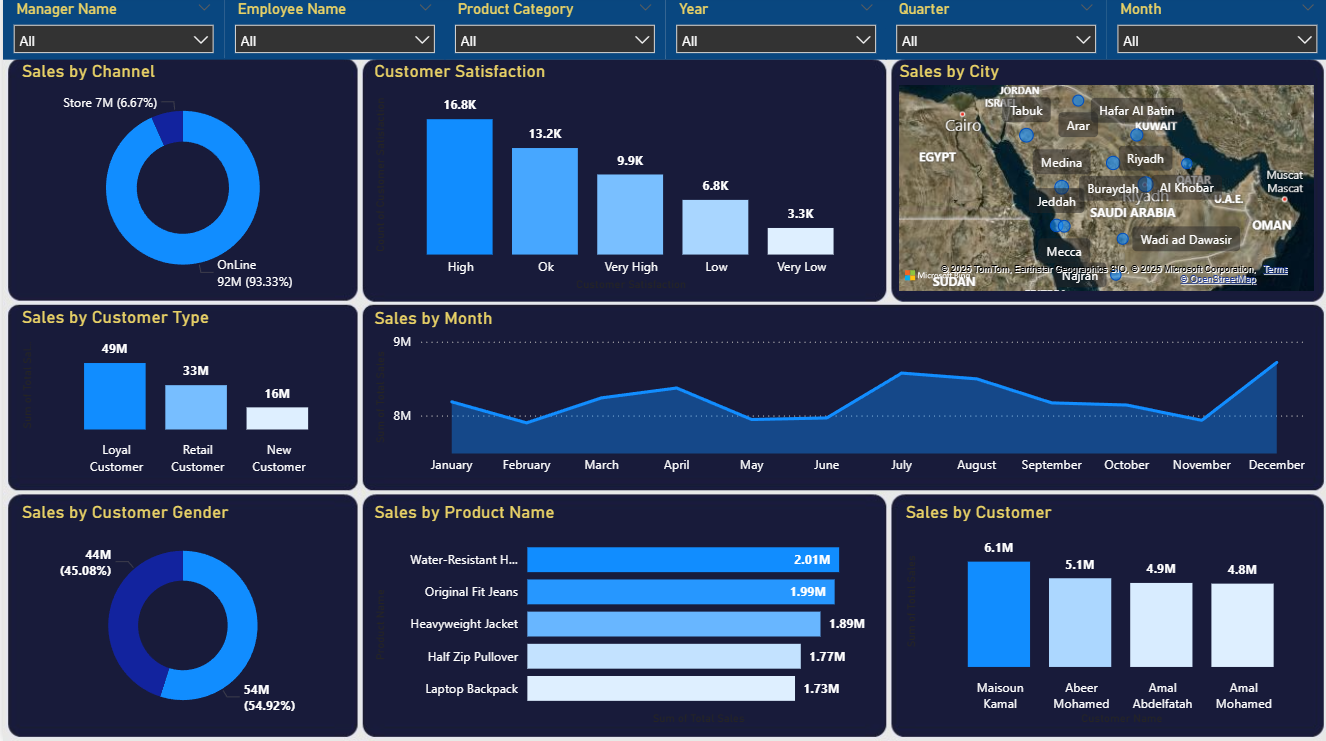 Manager Name
Employee Name
Product Category
Year
Quarter
Month
All
All
All
All
All
All
Sales by Channel
Store 7M (6.67%)
OnLine
92M (93.33%)
Customer Satisfaction
16.8K
13.2K
9.9K
6.8K
3.3K
High
Ok
Very High
Low
Very Low
Customer Satisfaction
Sales by City
JORDAN
Tabuk
Hafar Al Batin
Cairo
Arar
KUWAIT
EGYPT
Medina
Riyadh
QATAR
Muscat
Mascat
Buraydah
Al Khobar
Riyadh
U.A.E.
Jeddah
SAUDI ARABIA
OMAN
Wadi ad Dawasir
Mecca
© 2025 TomTom, Earthstar Geographics SIO, © 2025 Microsoft Corporation,
Terms
Microsoft
Najran
© OpenStreetMap
SUDAN
Sales by Customer Type
49M
33M
16M
Loyal
Customer
Retail
Customer
New
Customer
Sales by Month
9M
8M
January
February
March
April
May
June
July
August
September
October
November
December
Sales by Customer Gender
44M
(45.08%)
54M
(54.92%)
Sales by Product Name
Water-Resistant H...
2.01M
Original Fit Jeans
1.99M
Heavyweight Jacket
1.89M
Half Zip Pullover
1.77M
Laptop Backpack
1.73M
Sales by Customer
6.1M
5.1M
4.9M
4.8M
Maisoun
Kamal
Abeer
Mohamed
Amal
Abdelfatah
Amal
Mohamed